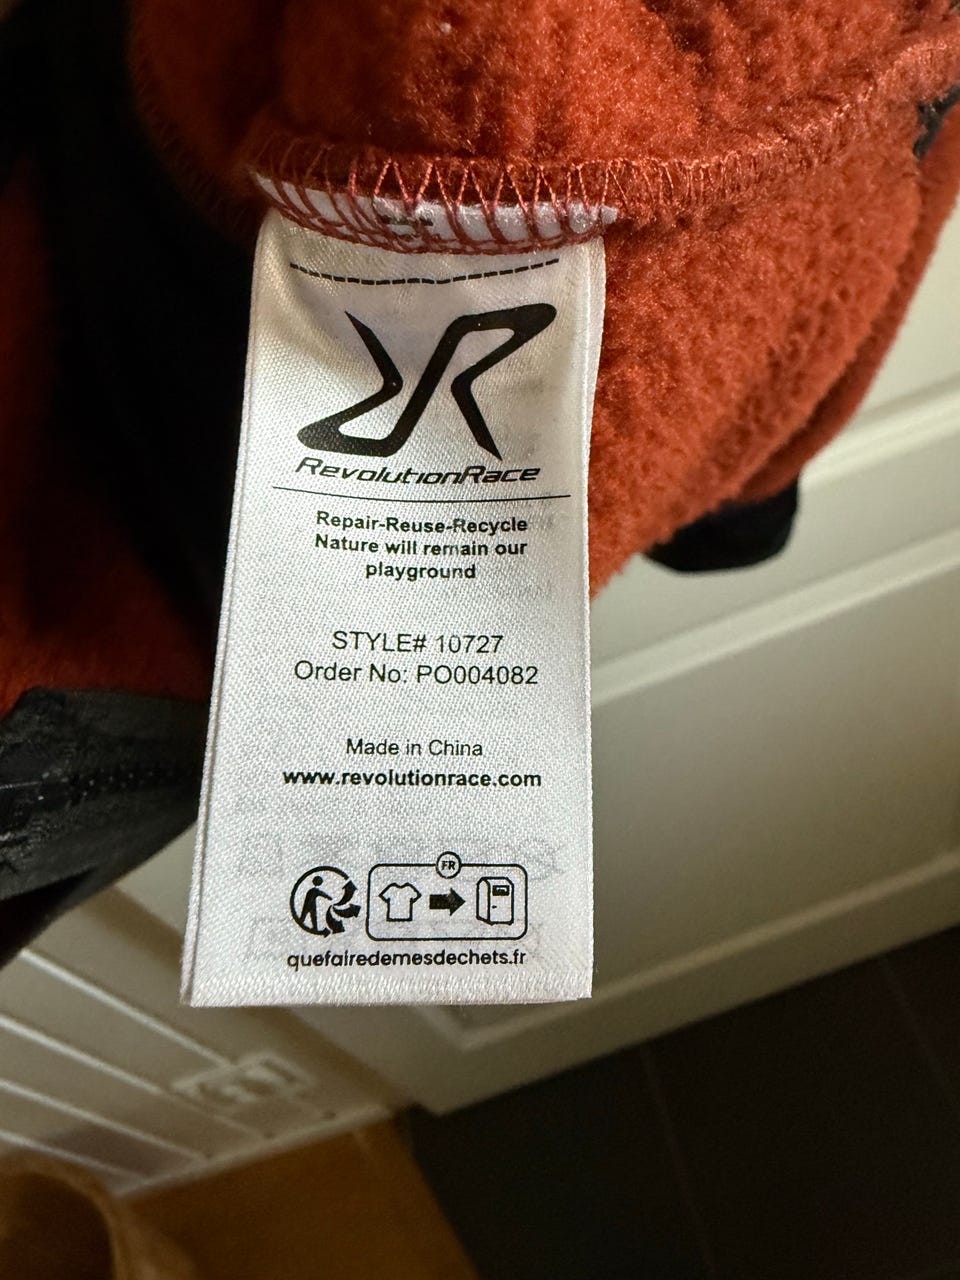 RevolutionRace
Repair-Reuse-Recycle
Nature will remain our
playground
STYLE# 10727
Order No: PO004082
Made in China
www.revolutionrace.com
FR
quefairedemesdechets.fr